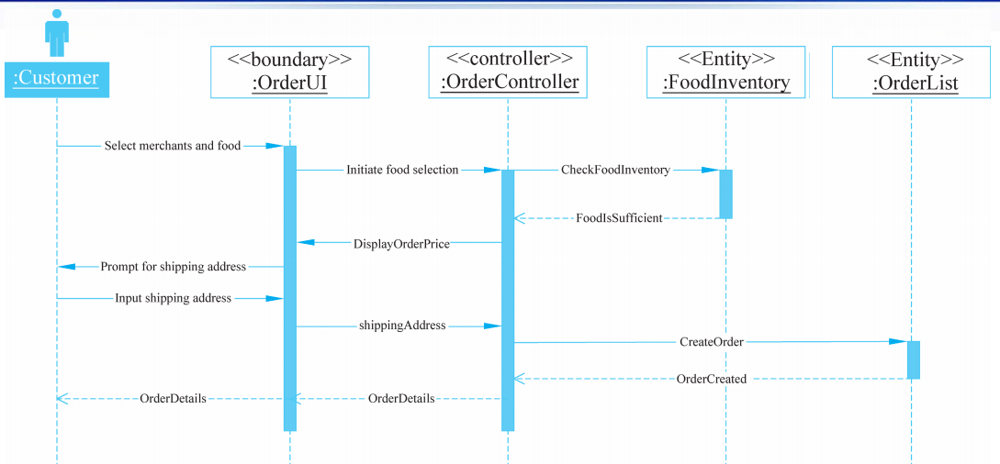 <<boundary>>
<<controller>>
<<Entity>>
<<Entity>>
:Customer
:OrderUI
:OrderController
:FoodInventory
:OrderList
Select merchants and food
Initiate food selection
CheckFoodInventory
FoodIsSufficient
DisplayOrderPrice
Prompt for shipping address
Input shipping address
shippingAddress
CreateOrder
OrderCreated
OrderDetails
OrderDetails